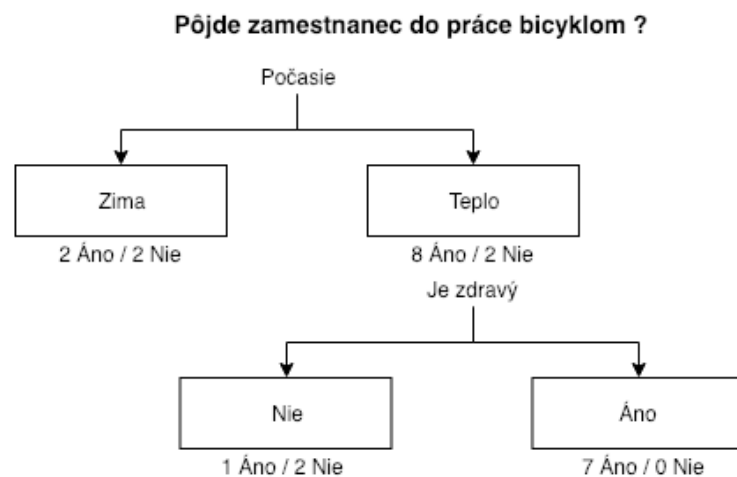 Pôjde zamestnanec do práce bicyklom ?
Počasie
Zima
Teplo
2 Áno / 2 Nie
8 Áno / 2 Nie
Je zdravý
Nie
Áno
1 Áno / 2 Nie
7 Áno / 0 Nie